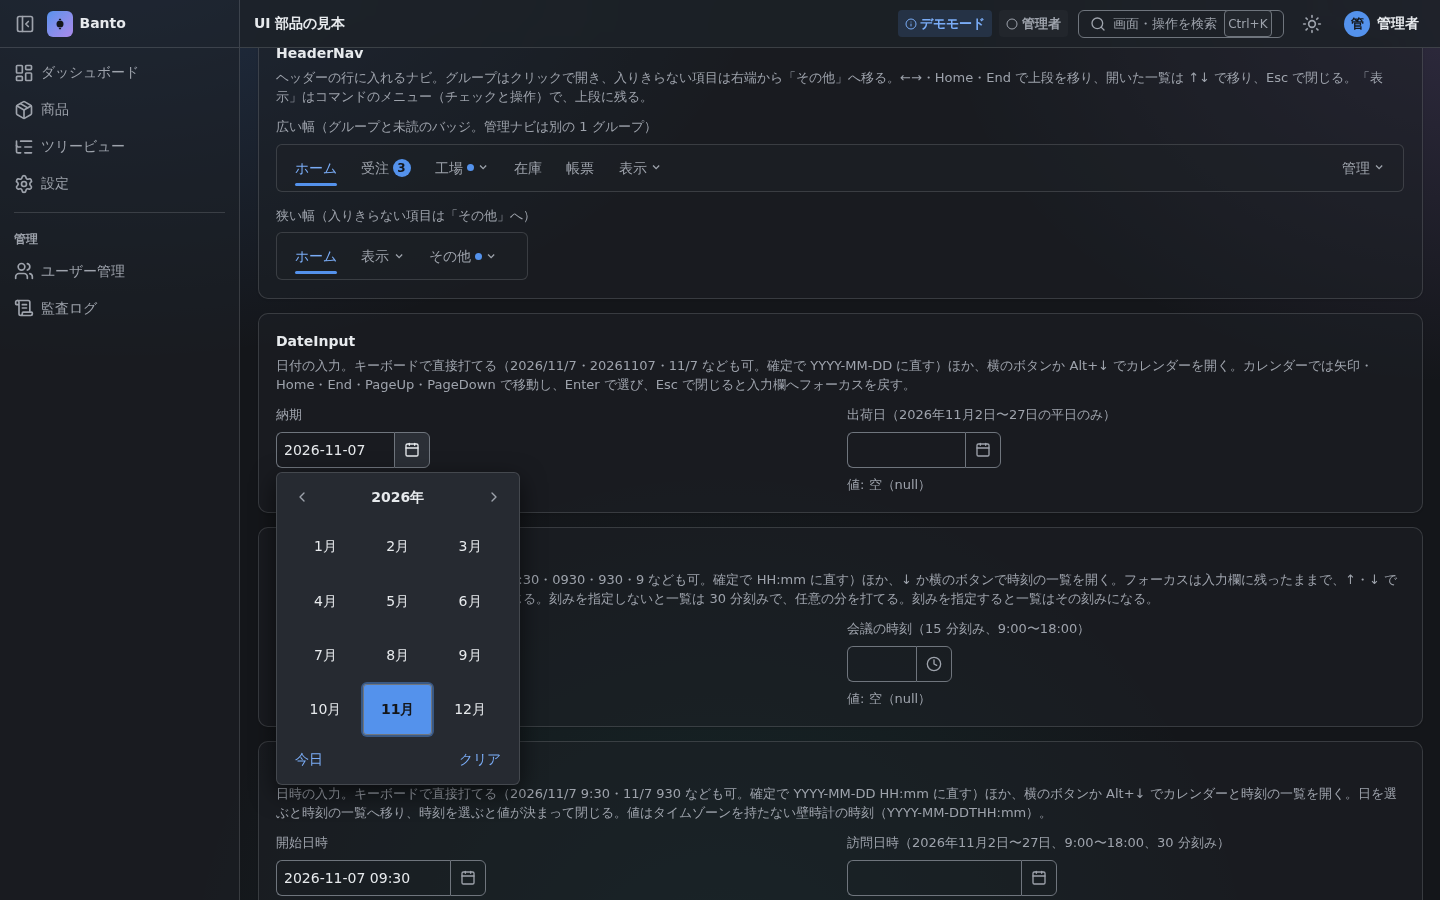 Banto
UI 部品の見本
デモモード
管理者
画面・操作を検索
Ctrl+K
管
管理者
ダッシュボード
商品
ツリービュー
設定
管理
ユーザー管理
監査ログ
HeaderNav
ヘッダーの行に入れるナビ。グループはクリックで開き、入りきらない項目は右端から「その他」へ移る。←→・Home・End で上段を移り、開いた一覧は ↑↓ で移り、Esc で閉じる。「表
示」はコマンドのメニュー（チェックと操作）で、上段に残る。
広い幅（グループと未読のバッジ。管理ナビは別の 1 グループ）
ホーム
受注 3
工場
在庫
帳票
表示
管理
狭い幅（入りきらない項目は「その他」へ）
ホーム
表示
その他
DateInput
日付の入力。キーボードで直接打てる（2026/11/7・20261107・11/7 なども可。確定で YYYY-MM-DD に直す）ほか、横のボタンか Alt+↓ でカレンダーを開く。カレンダーでは矢印・
Home・End・PageUp・PageDown で移動し、Enter で選び、Esc で閉じると入力欄へフォーカスを戻す。
納期
2026-11-07
出荷日（2026年11月2日〜27日の平日のみ）
値: 空（null）
2026年
1月
2月
3月
4月
5月
6月
7月
8月
9月
10月
11月
12月
今日
クリア
:30・0930・930・9 なども可。確定で HH:mm に直す）ほか、↓ か横のボタンで時刻の一覧を開く。フォーカスは入力欄に残ったままで、↑・↓ で
る。刻みを指定しないと一覧は 30 分刻みで、任意の分を打てる。刻みを指定すると一覧はその刻みになる。
会議の時刻（15 分刻み、9:00〜18:00）
値: 空（null）
日時の入力。キーボードで直接打てる（2026/11/7 9:30・11/7 930 なども可。確定で YYYY-MM-DD HH:mm に直す）ほか、横のボタンか Alt+↓ でカレンダーと時刻の一覧を開く。日を選
ぶと時刻の一覧へ移り、時刻を選ぶと値が決まって閉じる。値はタイムゾーンを持たない壁時計の時刻（YYYY-MM-DDTHH:mm）。
開始日時
2026-11-07 09:30
訪問日時（2026年11月2日〜27日、9:00〜18:00、30 分刻み）